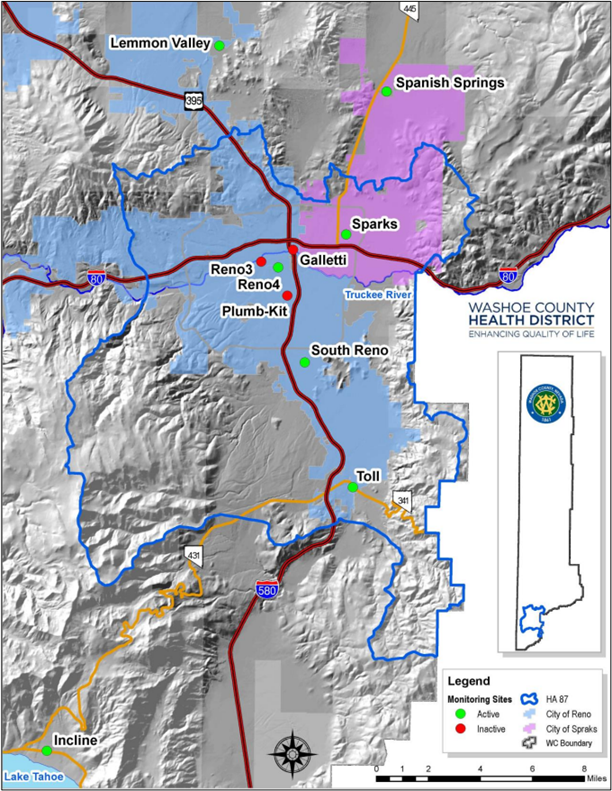 445
Lemmon Valley
Spanish Springs
395
Sparks
Galletti
Reno3
Reno4
80
80
Plumb-Kit
Truckee River
WASHOE COUNTY
HEALTH DISTRICT
ENHANCING QUALITY OF LIFE
South Reno
Toll
341
431
580
Legend
Monitoring Sites
Active
Inactive
HA 87
City of Reno
City of Spraks
WC Boundary
Incline
Lake Tahoe
0 1 2 4 6 8
Miles